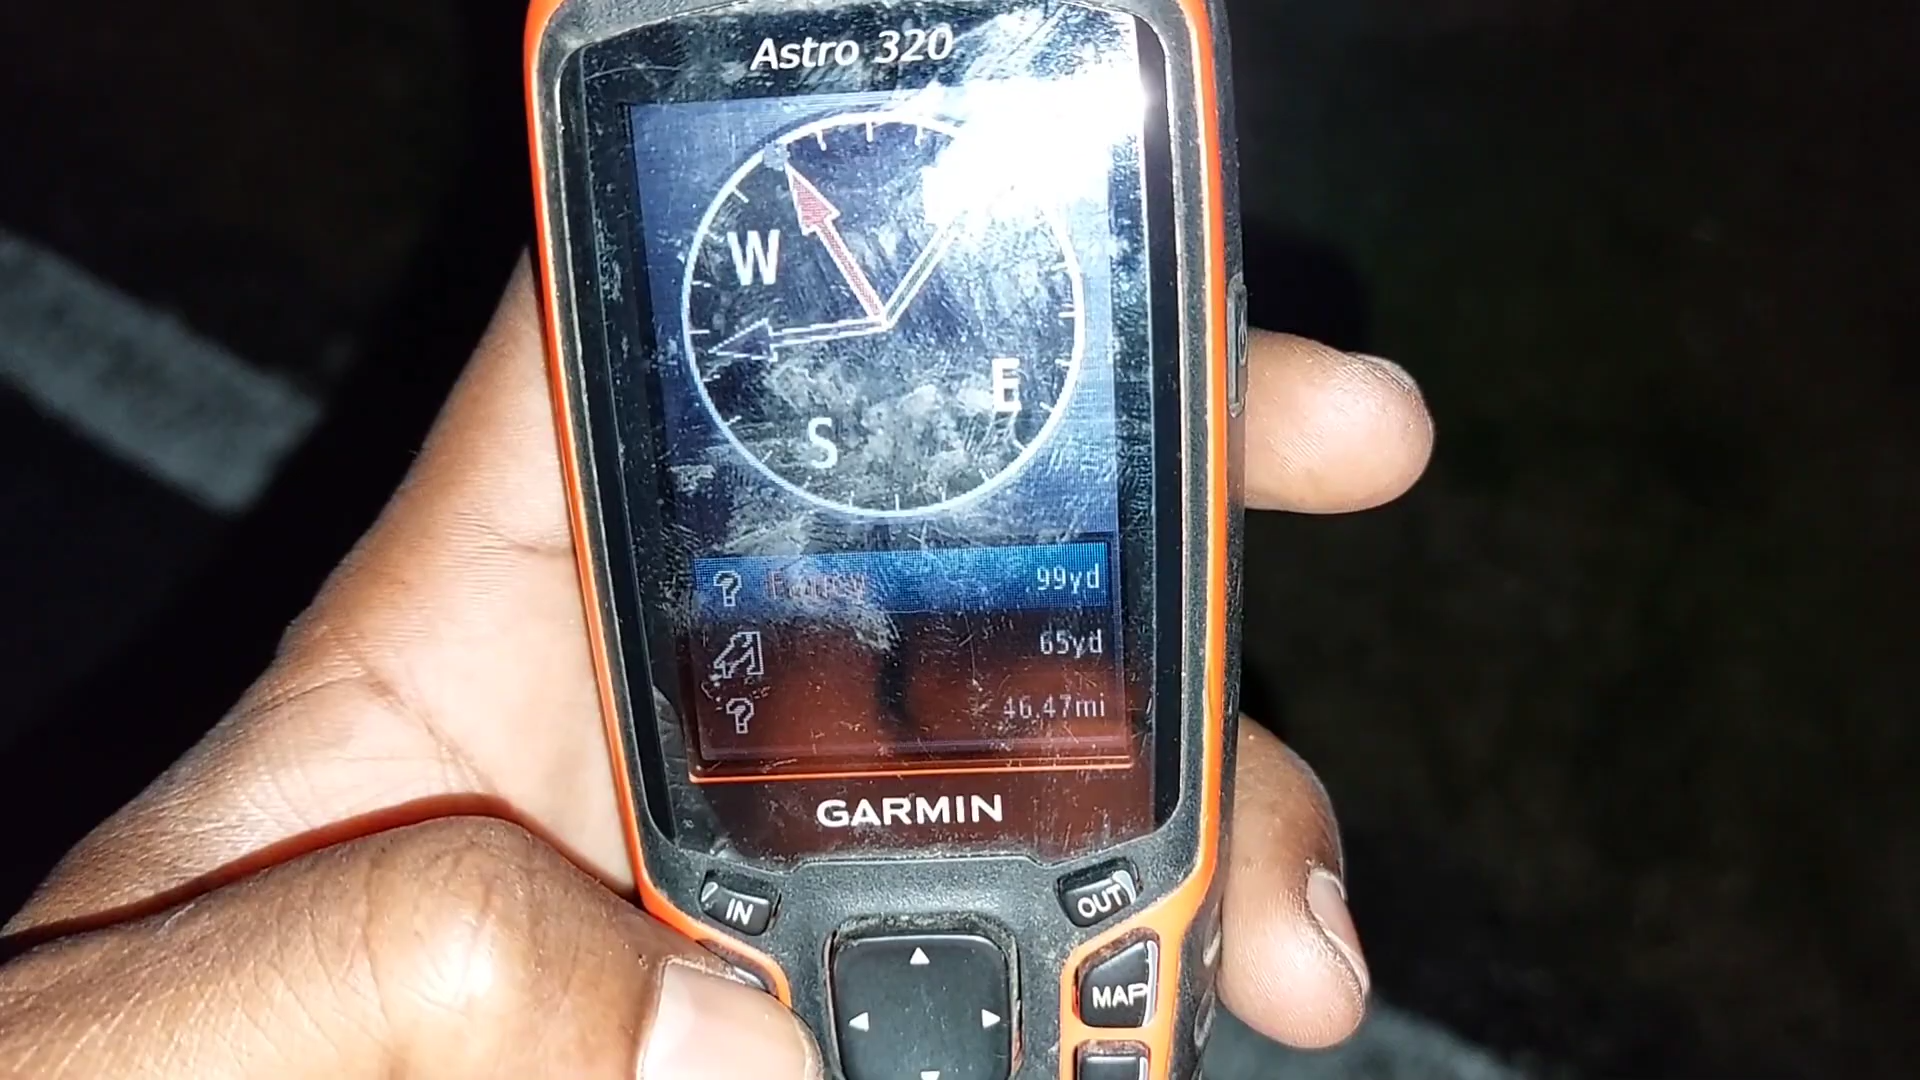 Astro 320
W
E
S
? 99yd
65yd
? 46.47mi
GARMIN
IN
OUT
MAP